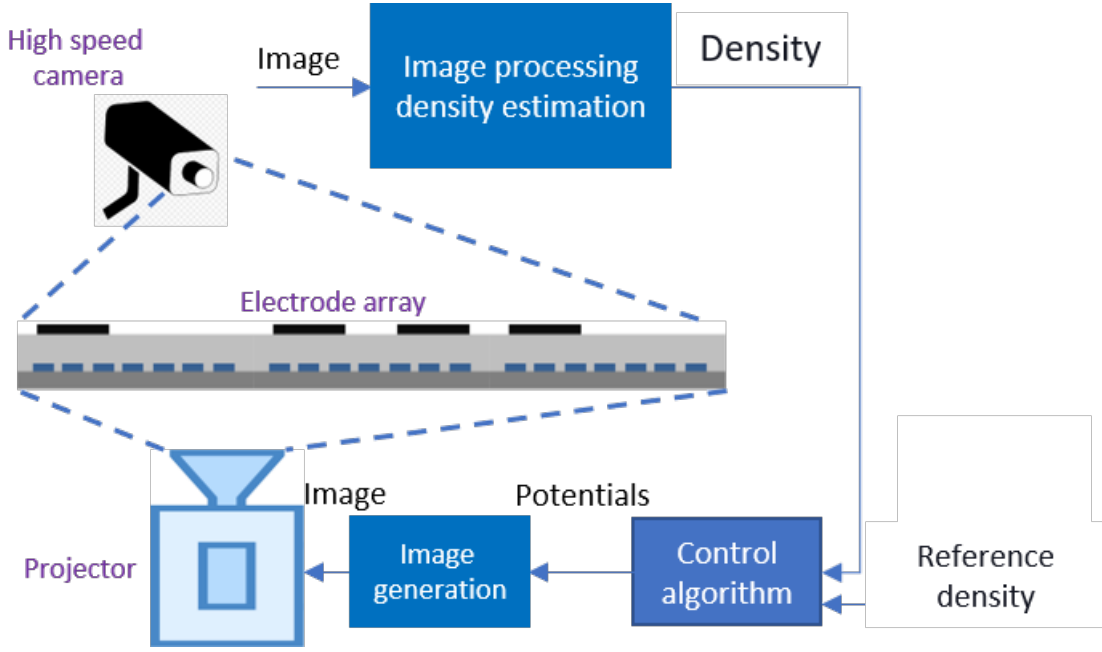 High speed
camera
Image
Image processing
density estimation
Density
Electrode array
Image
Potentials
Projector
Image
generation
Control
algorithm
Reference
density